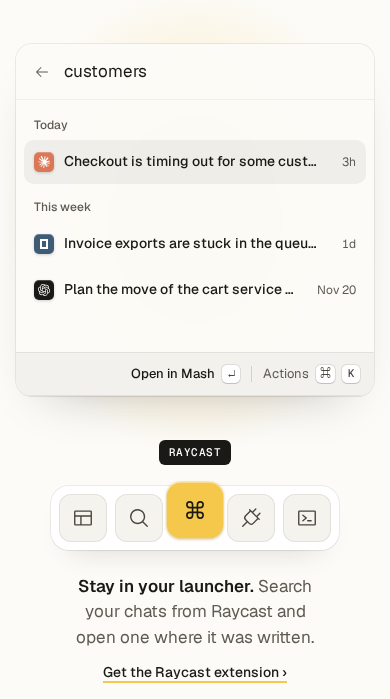 customers
Today
Checkout is timing out for some cust... 3h
This week
Invoice exports are stuck in the queu... 1d
Plan the move of the cart service ... Nov 20
Open in Mash ↵ Actions ⌘ K
RAYCAST
⌘
Stay in your launcher. Search
your chats from Raycast and
open one where it was written.
Get the Raycast extension ›